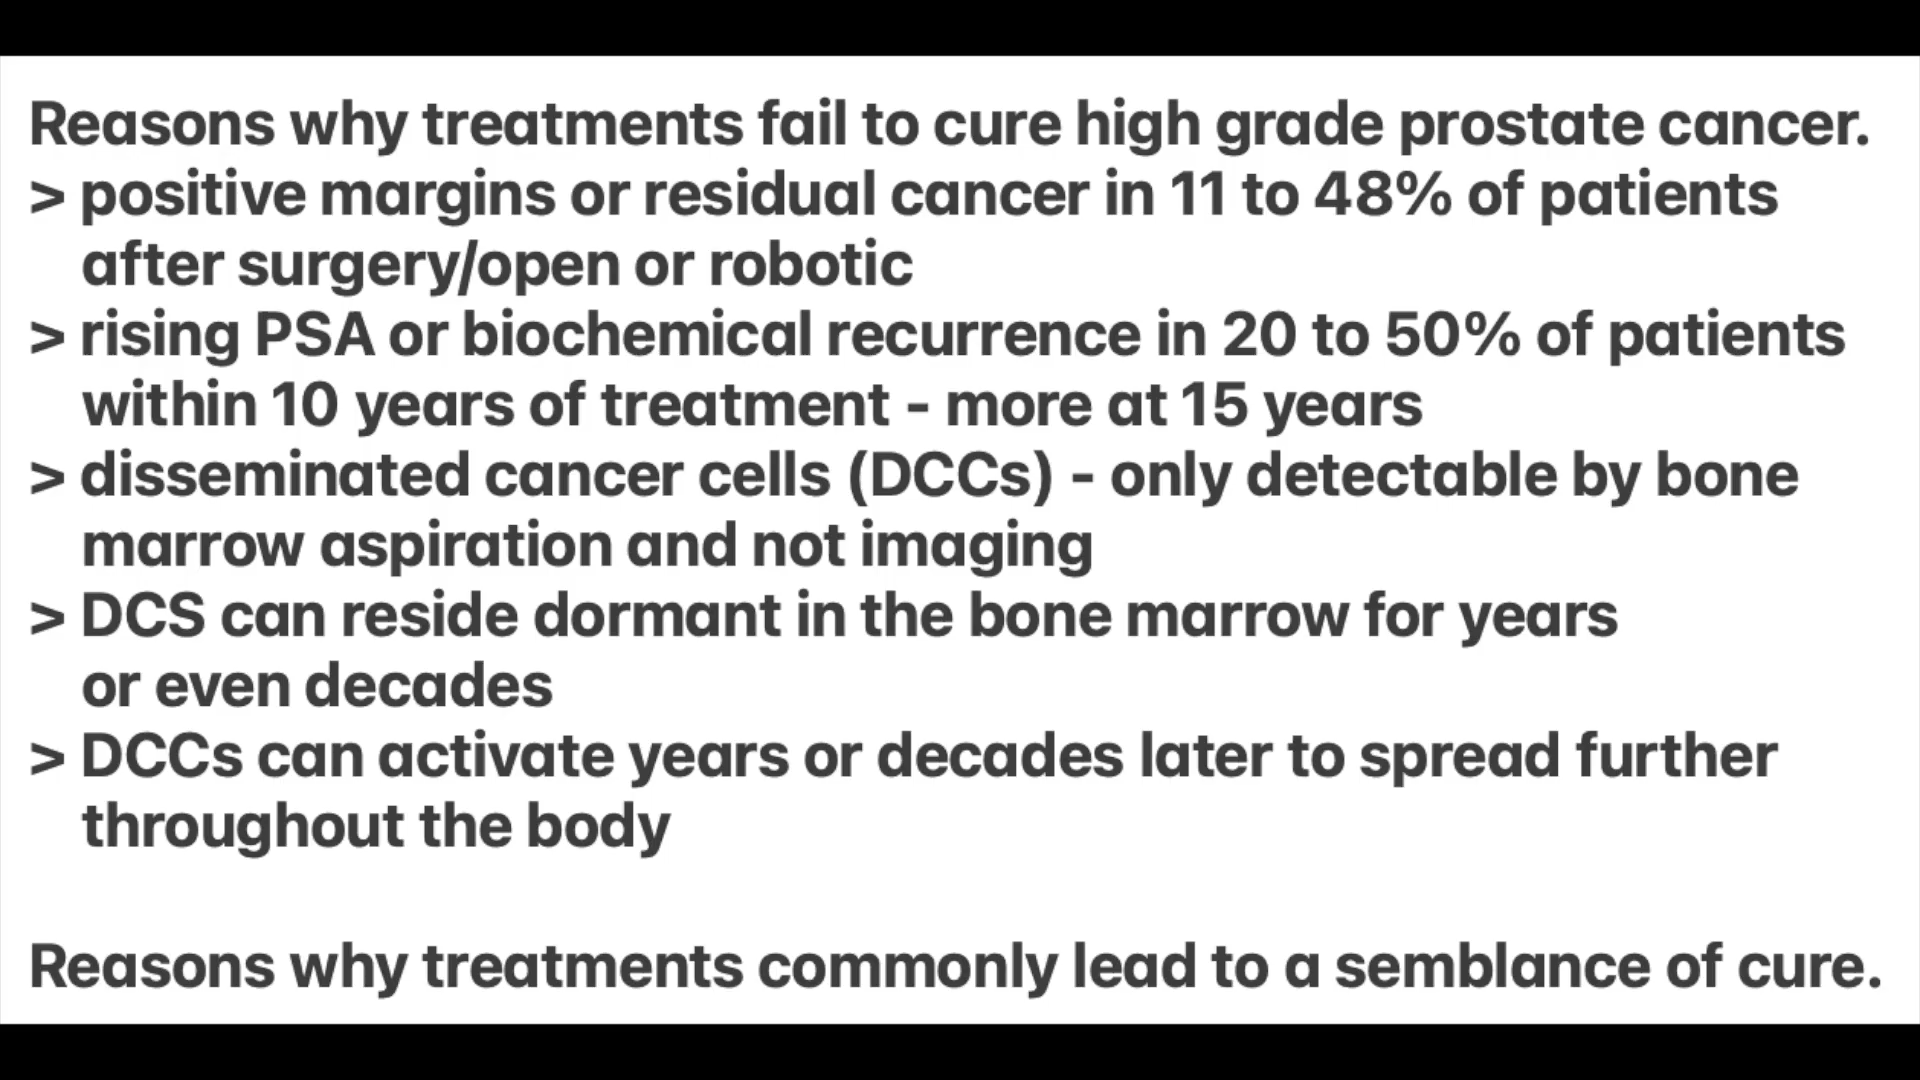 Reasons why treatments fail to cure high grade prostate cancer.
> positive margins or residual cancer in 11 to 48% of patients
after surgery/open or robotic
> rising PSA or biochemical recurrence in 20 to 50% of patients
within 10 years of treatment - more at 15 years
> disseminated cancer cells (DCCs) - only detectable by bone
marrow aspiration and not imaging
> DCS can reside dormant in the bone marrow for years
or even decades
> DCCs can activate years or decades later to spread further
throughout the body
Reasons why treatments commonly lead to a semblance of cure.